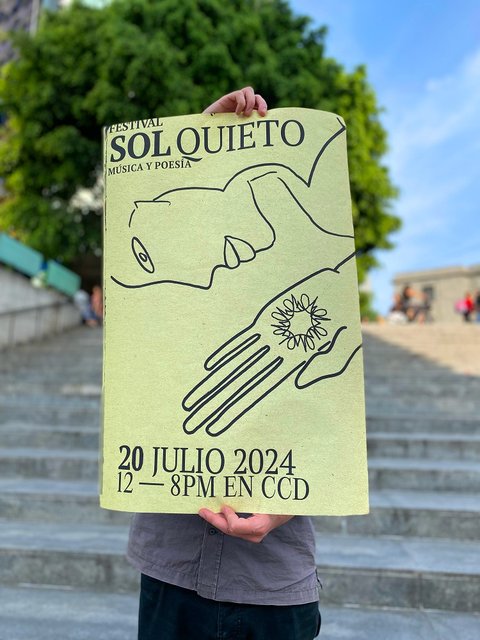 FESTIVAL
SOL QUIETO
MÚSICA Y POESÍA
20 JULIO 2024
12 — 8PM EN CCD